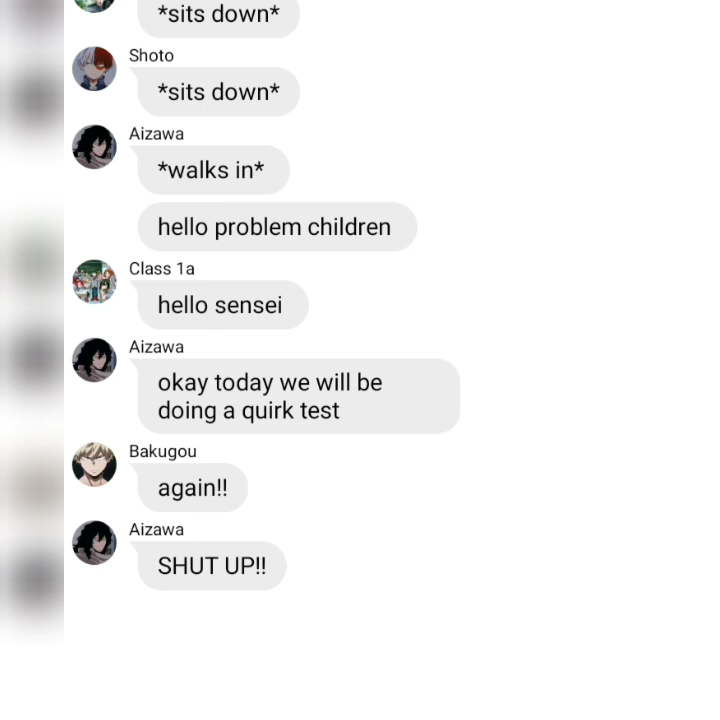 *sits down*
Shoto
*sits down*
Aizawa
*walks in*
hello problem children
Class 1a
hello sensei
Aizawa
okay today we will be
doing a quirk test
Bakugou
again!!
Aizawa
SHUT UP!!